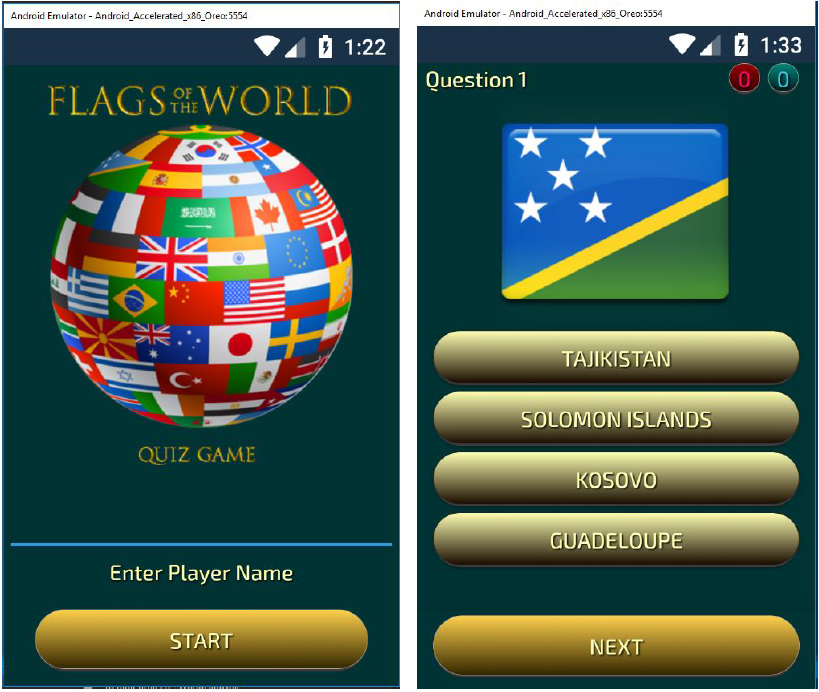 Android Emulator - Android_Accelerated_x86_Oreo:5554
1:22
FLAGS OF THE WORLD
QUIZ GAME
Enter Player Name
START
Android Emulator - Android_Accelerated_x86_Oreo:5554
1:33
Question 1
0 0
TAJIKISTAN
SOLOMON ISLANDS
KOSOVO
GUADELOUPE
NEXT